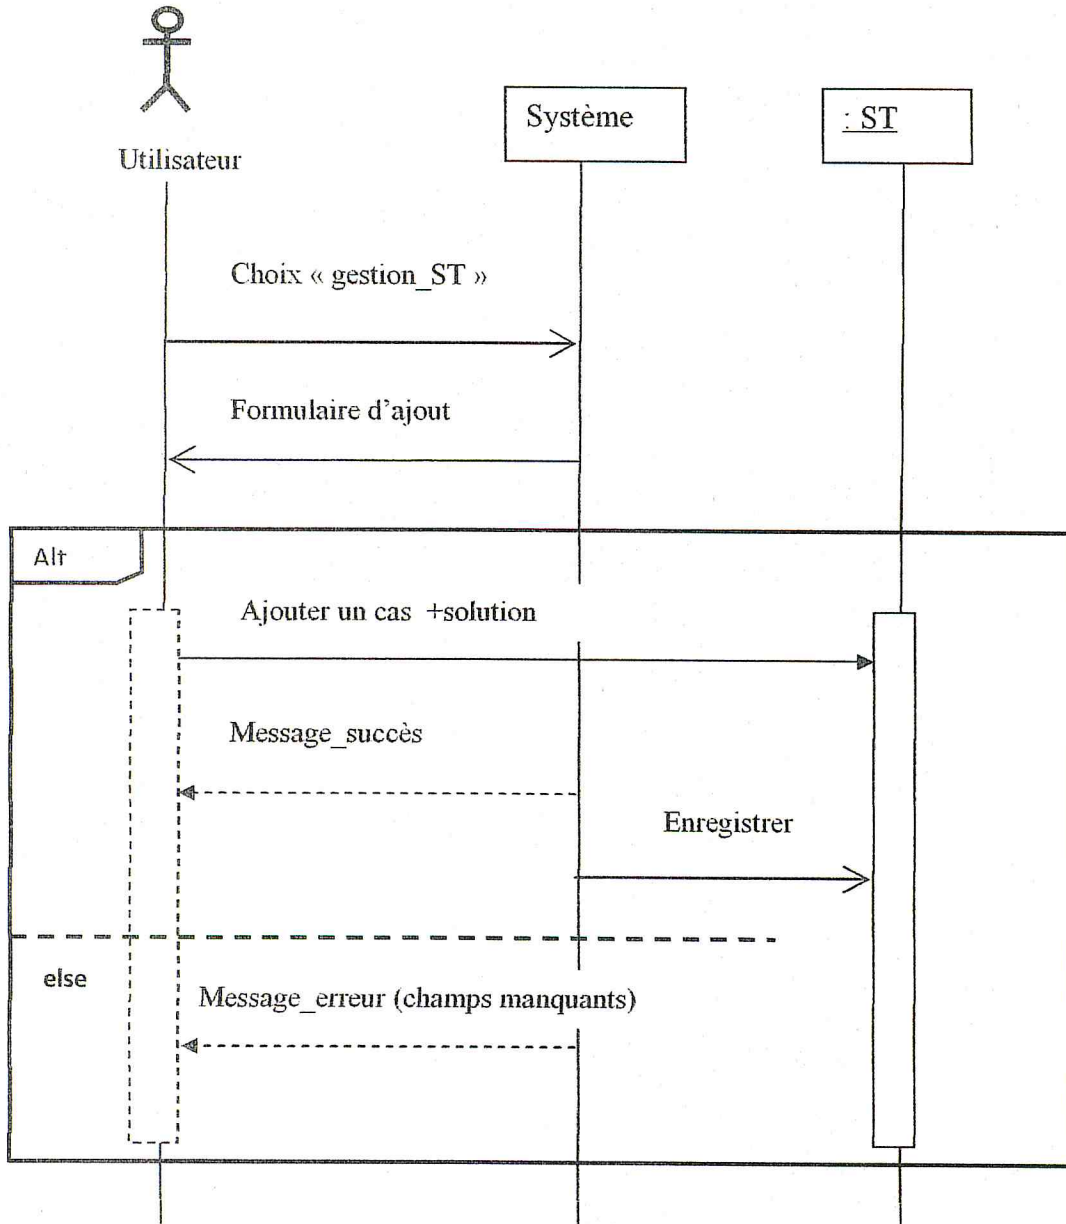 Système
: ST
Utilisateur
Choix « gestion_ST »
Formulaire d'ajout
Alt
Ajouter un cas +solution
Message_succès
Enregistrer
else
Message_erreur (champs manquants)